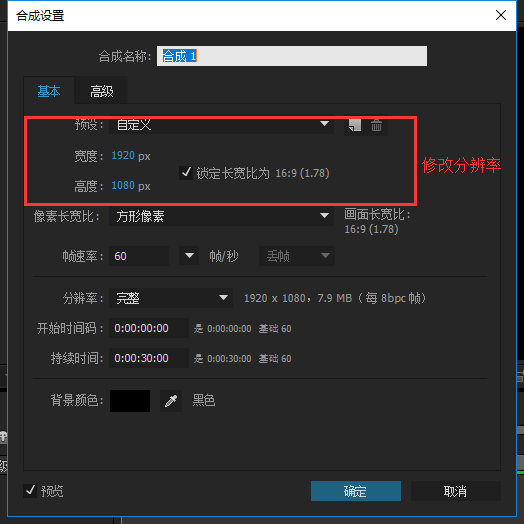 合成设置
合成名称: 合成 1
基本 高级
预设: 自定义
宽度: 1920 px
锁定长宽比为 16:9 (1.78)
高度: 1080 px
修改分辨率
像素长宽比: 方形像素
画面长宽比:
16:9 (1.78)
帧速率: 60 帧/秒 丢帧
分辨率: 完整 1920 x 1080，7.9 MB（每 8bpc 帧）
开始时间码: 0:00:00:00 是 0:00:00:00 基础 60
持续时间: 0:00:30:00 是 0:00:30:00 基础 60
背景颜色: 黑色
预览 确定 取消